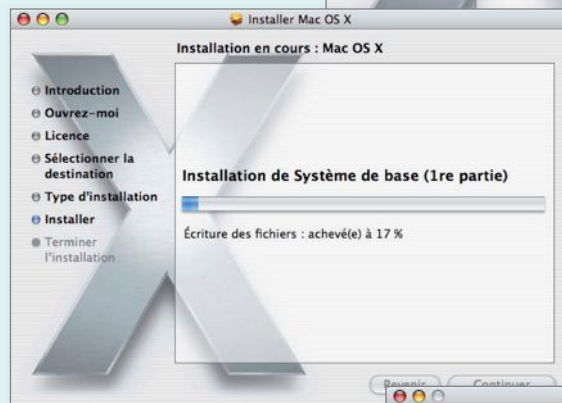 Installer Mac OS X
Installation en cours : Mac OS X
Introduction
Ouvrez-moi
Licence
Sélectionner la
destination
Type d'installation
Installer
Terminer
l'installation
Installation de Système de base (1re partie)
Écriture des fichiers : achevé(e) à 17 %
Revenir
Continuer